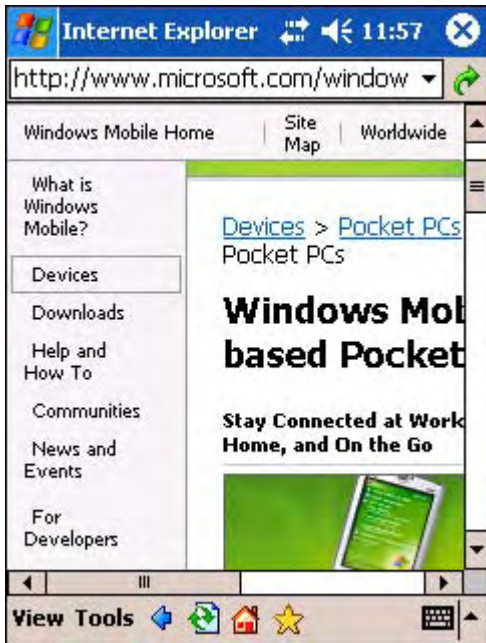 Internet Explorer 11:57
http://www.microsoft.com/window
Windows Mobile Home
Site
Map
Worldwide
What is
Windows
Mobile?
Devices
Downloads
Help and
How To
Communities
News and
Events
For
Developers
Devices > Pocket PCs
Pocket PCs
Windows Mob
based Pocket
Stay Connected at Work
Home, and On the Go
View Tools